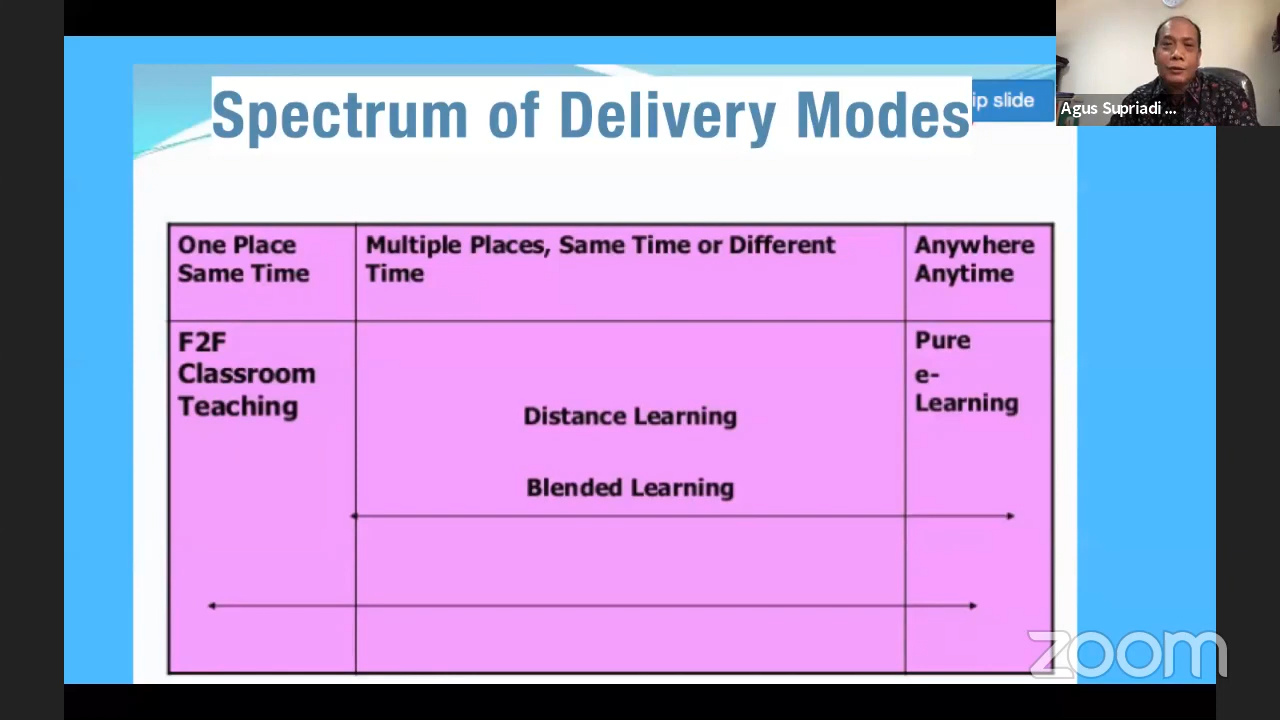 Spectrum of Delivery Modes
ip slide
Agus Supriadi ...
One Place
Same Time
Multiple Places, Same Time or Different
Time
Anywhere
Anytime
F2F
Classroom
Teaching
Distance Learning
Blended Learning
Pure
e-
Learning
zoom